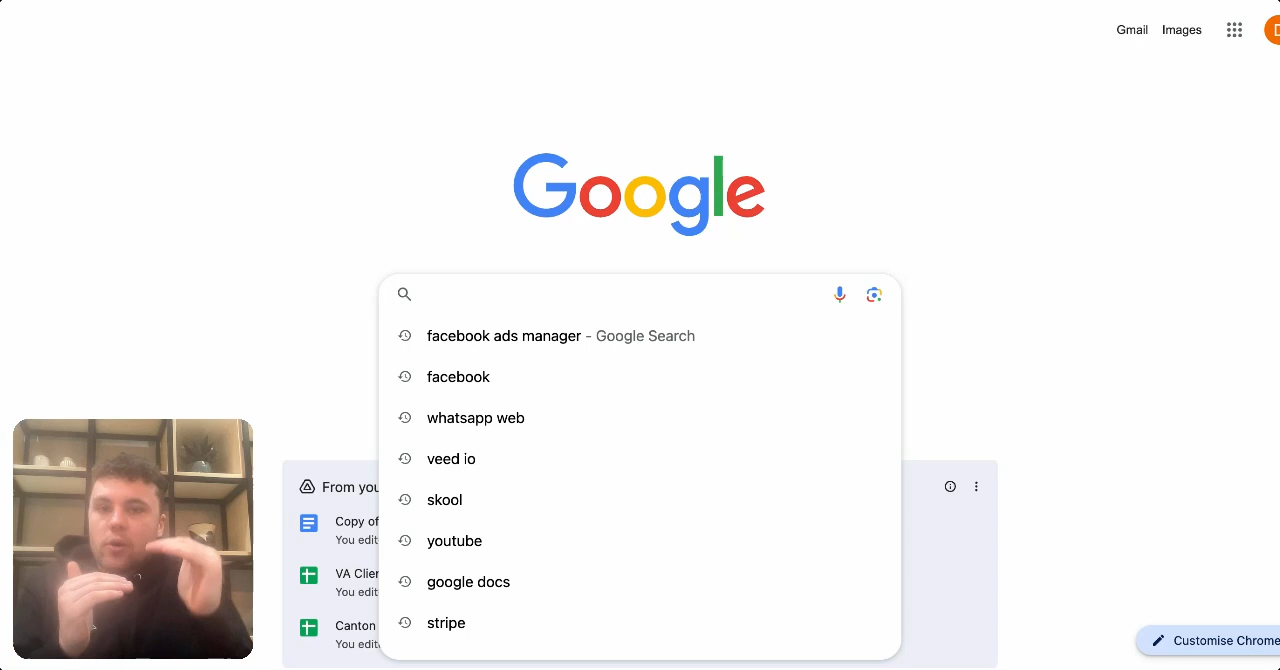 Gmail Images
D
Google
facebook ads manager - Google Search
facebook
whatsapp web
veed io
skool
youtube
google docs
stripe
From you
Copy of
You edit
VA Clien
You edit
Canton
You edit
Customise Chrome